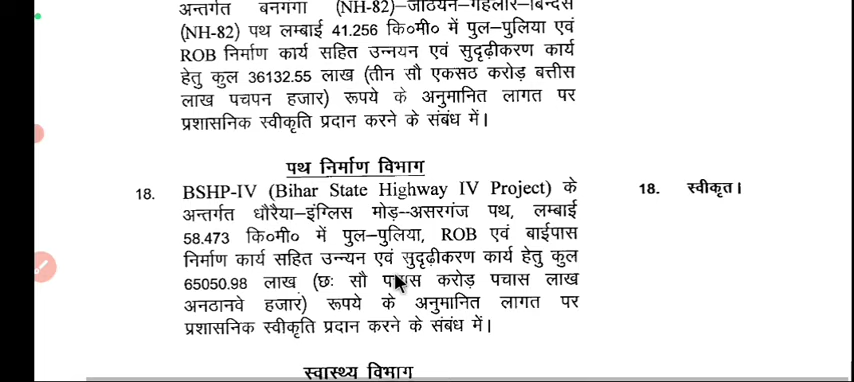 अन्तर्गत बनगंगा (NH-82)–जेठियन–गहलौर–बिन्दस
(NH-82) पथ लम्बाई 41.256 कि०मी० में पुल–पुलिया एवं
ROB निर्माण कार्य सहित उन्नयन एवं सुदृढ़ीकरण कार्य
हेतु कुल 36132.55 लाख (तीन सौ एकसठ करोड़ बत्तीस
लाख पचपन हजार) रूपये के अनुमानित लागत पर
प्रशासनिक स्वीकृति प्रदान करने के संबंध में।
पथ निर्माण विभाग
18. BSHP-IV (Bihar State Highway IV Project) के 18. स्वीकृत।
अन्तर्गत धौरैया–इंग्लिस मोड़–असरगंज पथ, लम्बाई
58.473 कि०मी० में पुल–पुलिया, ROB एवं बाईपास
निर्माण कार्य सहित उन्न्यन एवं सुदृढ़ीकरण कार्य हेतु कुल
65050.98 लाख (छः सौ पचास करोड़ पचास लाख
अनठानवे हजार) रूपये के अनुमानित लागत पर
प्रशासनिक स्वीकृति प्रदान करने के संबंध में।
स्वास्थ्य विभाग